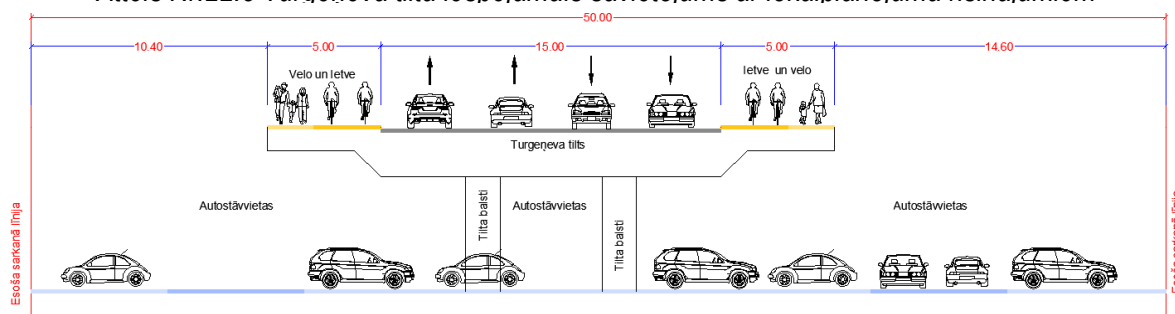 50.00
10.40 5.00 15.00 5.00 14.60
Velo un Ietve
Ietve un velo
Turgeņeva tilts
Autostāvvietas
Tilta balsti
Autostāvvietas
Tilta balsti
Autostāvvietas
Esoša sarkanā līnija